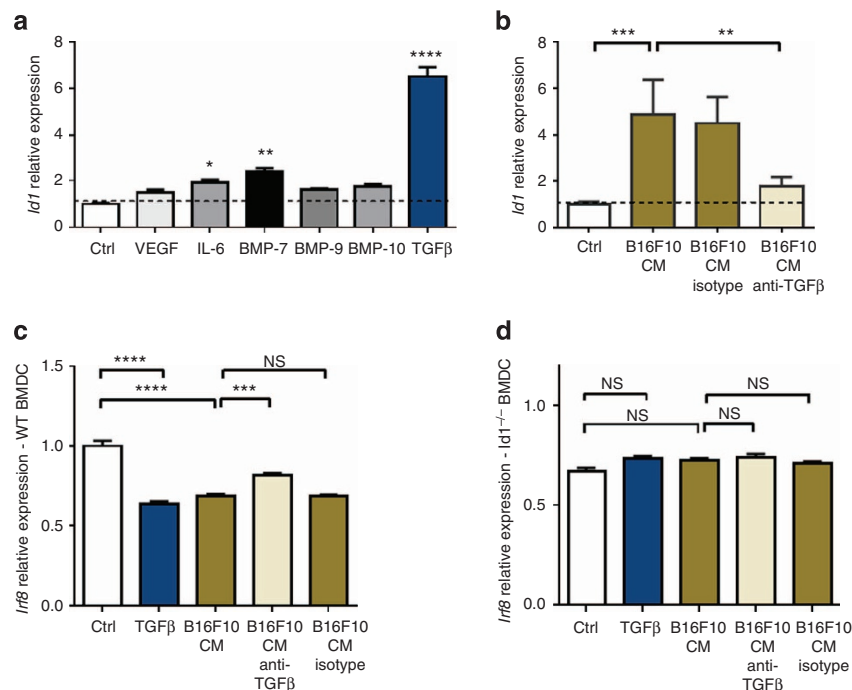 a
Id1 relative expression
8
6
4
2
0
****
**
*
Ctrl VEGF IL-6 BMP-7 BMP-9 BMP-10 TGFβ
b
Id1 relative expression
8
6
4
2
0
*** **
Ctrl B16F10 B16F10 B16F10
CM CM CM
isotype anti-TGFβ
c
Irf8 relative expression - WT BMDC
1.5
1.0
0.5
0.0
**** NS
**** ***
Ctrl TGFβ B16F10 B16F10 B16F10
CM CM CM
anti- isotype
TGFβ
d
Irf8 relative expression - Id1–/– BMDC
1.0
0.5
0.0
NS NS
NS NS
Ctrl TGFβ B16F10 B16F10 B16F10
CM CM CM
anti- isotype
TGFβ